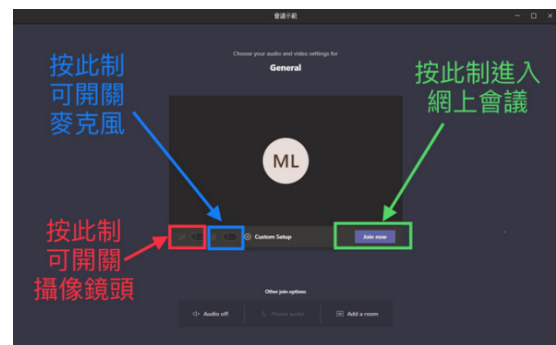 會議示範
Choose your audio and video settings for
General
按此制
可開關
麥克風
按此制進入
網上會議
ML
按此制
可開關
攝像鏡頭
Custom Setup
Join now
Other join options
Audio off
Phone audio
Add a room